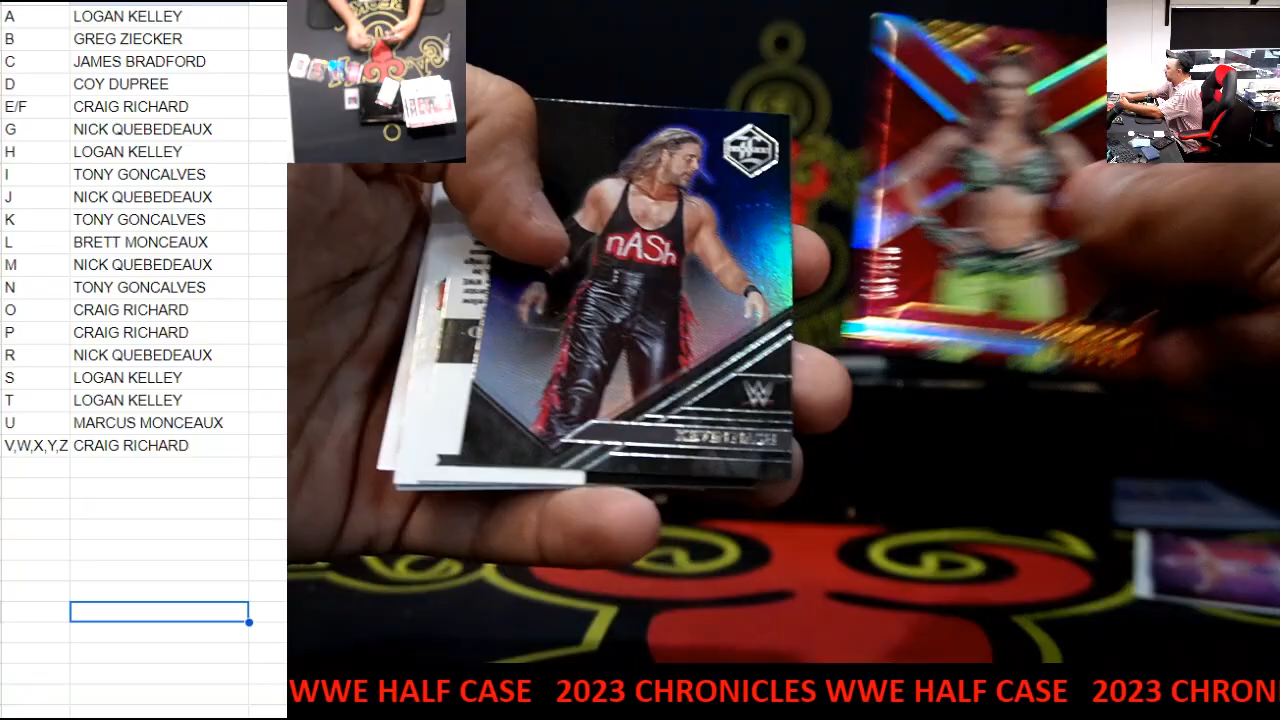 A LOGAN KELLEY
B GREG ZIECKER
C JAMES BRADFORD
D COY DUPREE
E/F CRAIG RICHARD
G NICK QUEBEDEAUX
H LOGAN KELLEY
I TONY GONCALVES
J NICK QUEBEDEAUX
K TONY GONCALVES
L BRETT MONCEAUX
M NICK QUEBEDEAUX
N TONY GONCALVES
O CRAIG RICHARD
P CRAIG RICHARD
R NICK QUEBEDEAUX
S LOGAN KELLEY
T LOGAN KELLEY
U MARCUS MONCEAUX
V,W,X,Y,Z CRAIG RICHARD
nASh
W
WWE HALF CASE 2023 CHRONICLES WWE HALF CASE 2023 CHRON